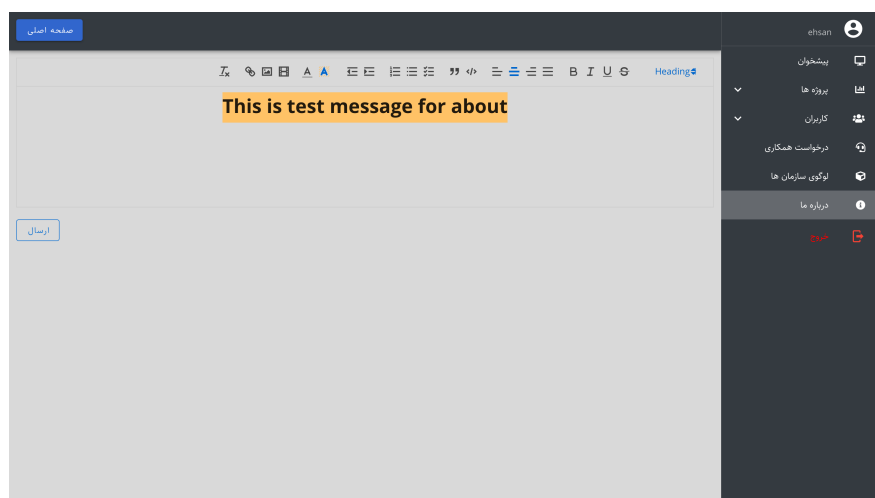 صفحه اصلی
ehsan
پیشخوان
پروژه ها
کاربران
درخواست همکاری
لوگوی سازمان ها
درباره ما
خروج
Heading
This is test message for about
ارسال